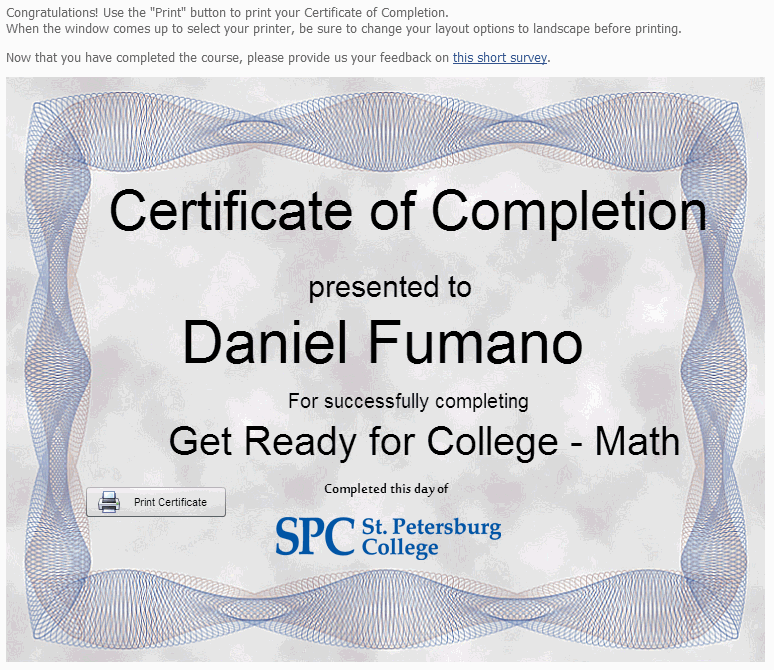 Congratulations! Use the "Print" button to print your Certificate of Completion.
When the window comes up to select your printer, be sure to change your layout options to landscape before printing.
Now that you have completed the course, please provide us your feedback on this short survey.
Certificate of Completion
presented to
Daniel Fumano
For successfully completing
Get Ready for College - Math
Completed this day of
Print Certificate
SPC St. Petersburg
College